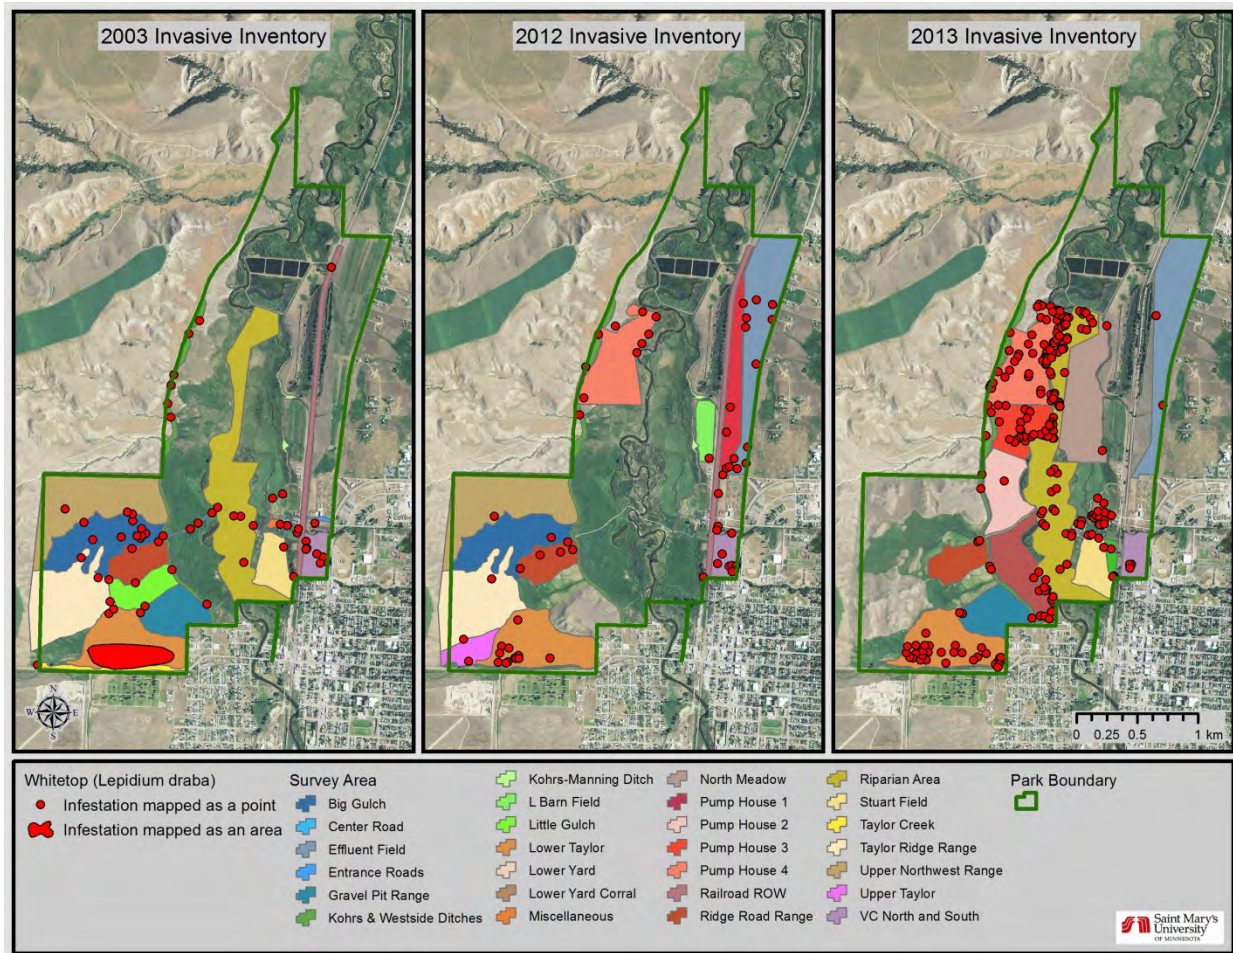 2003 Invasive Inventory
2012 Invasive Inventory
2013 Invasive Inventory
N
W E
S
0 0.25 0.5 1 km
Whitetop (Lepidium draba)
Infestation mapped as a point
Infestation mapped as an area
Survey Area
Big Gulch
Center Road
Effluent Field
Entrance Roads
Gravel Pit Range
Kohrs & Westside Ditches
Kohrs-Manning Ditch
L Barn Field
Little Gulch
Lower Taylor
Lower Yard
Lower Yard Corral
Miscellaneous
North Meadow
Pump House 1
Pump House 2
Pump House 3
Pump House 4
Railroad ROW
Ridge Road Range
Riparian Area
Stuart Field
Taylor Creek
Taylor Ridge Range
Upper Northwest Range
Upper Taylor
VC North and South
Park Boundary
Saint Mary's
University
OF MINNESOTA